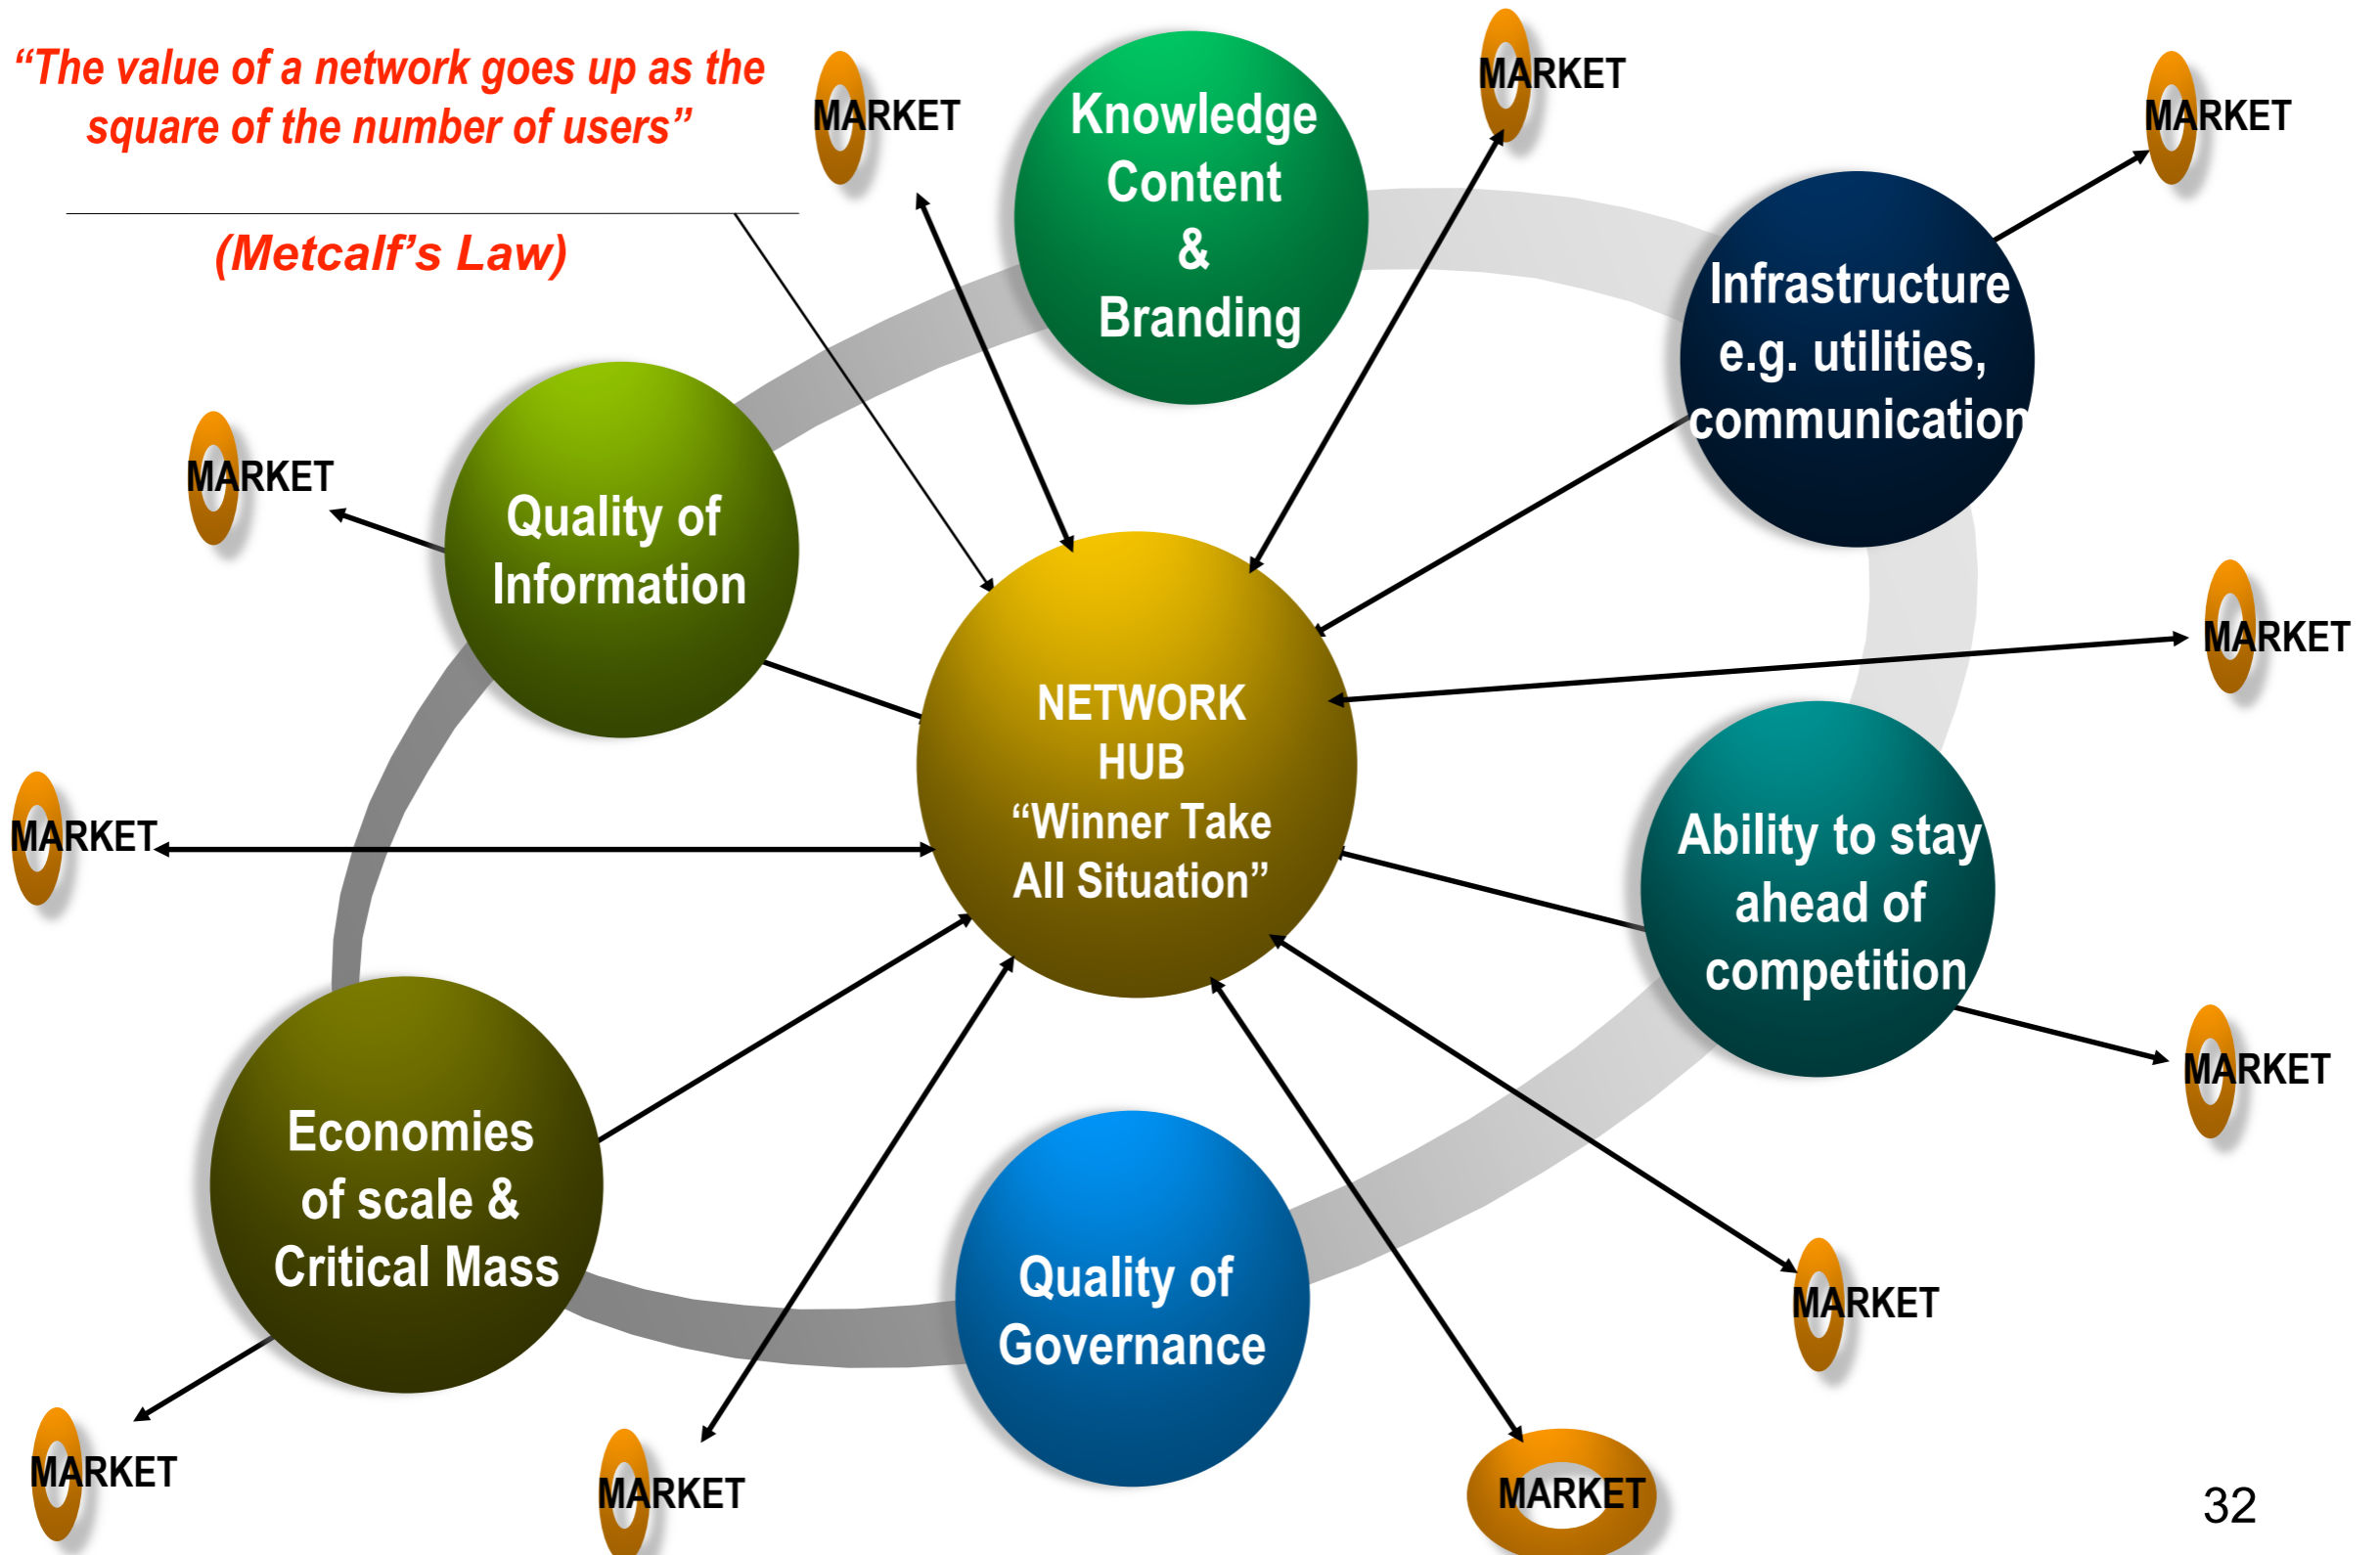 “The value of a network goes up as the
square of the number of users”
(Metcalf’s Law)
MARKET
MARKET
MARKET
Knowledge
Content
&
Branding
Infrastructure
e.g. utilities,
communication
MARKET
Quality of
Information
MARKET
NETWORK
HUB
“Winner Take
All Situation”
MARKET
Ability to stay
ahead of
competition
MARKET
Economies
of scale &
Critical Mass
Quality of
Governance
MARKET
MARKET
MARKET
MARKET
32